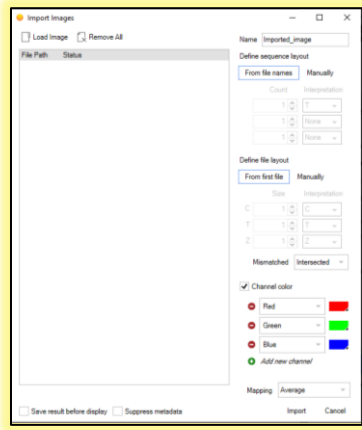 Import Images
Load Image Remove All
File Path Status
Name Imported_image
Define sequence layout
From file names Manually
Count Interpretation
1 T
1 None
1 None
Define file layout
From first file Manually
Size Interpretation
C 1 C
T 1 T
Z 1 Z
Mismatched Intersected
Channel color
Red
Green
Blue
Add new channel
Mapping Average
Save result before display Suppress metadata
Import Cancel